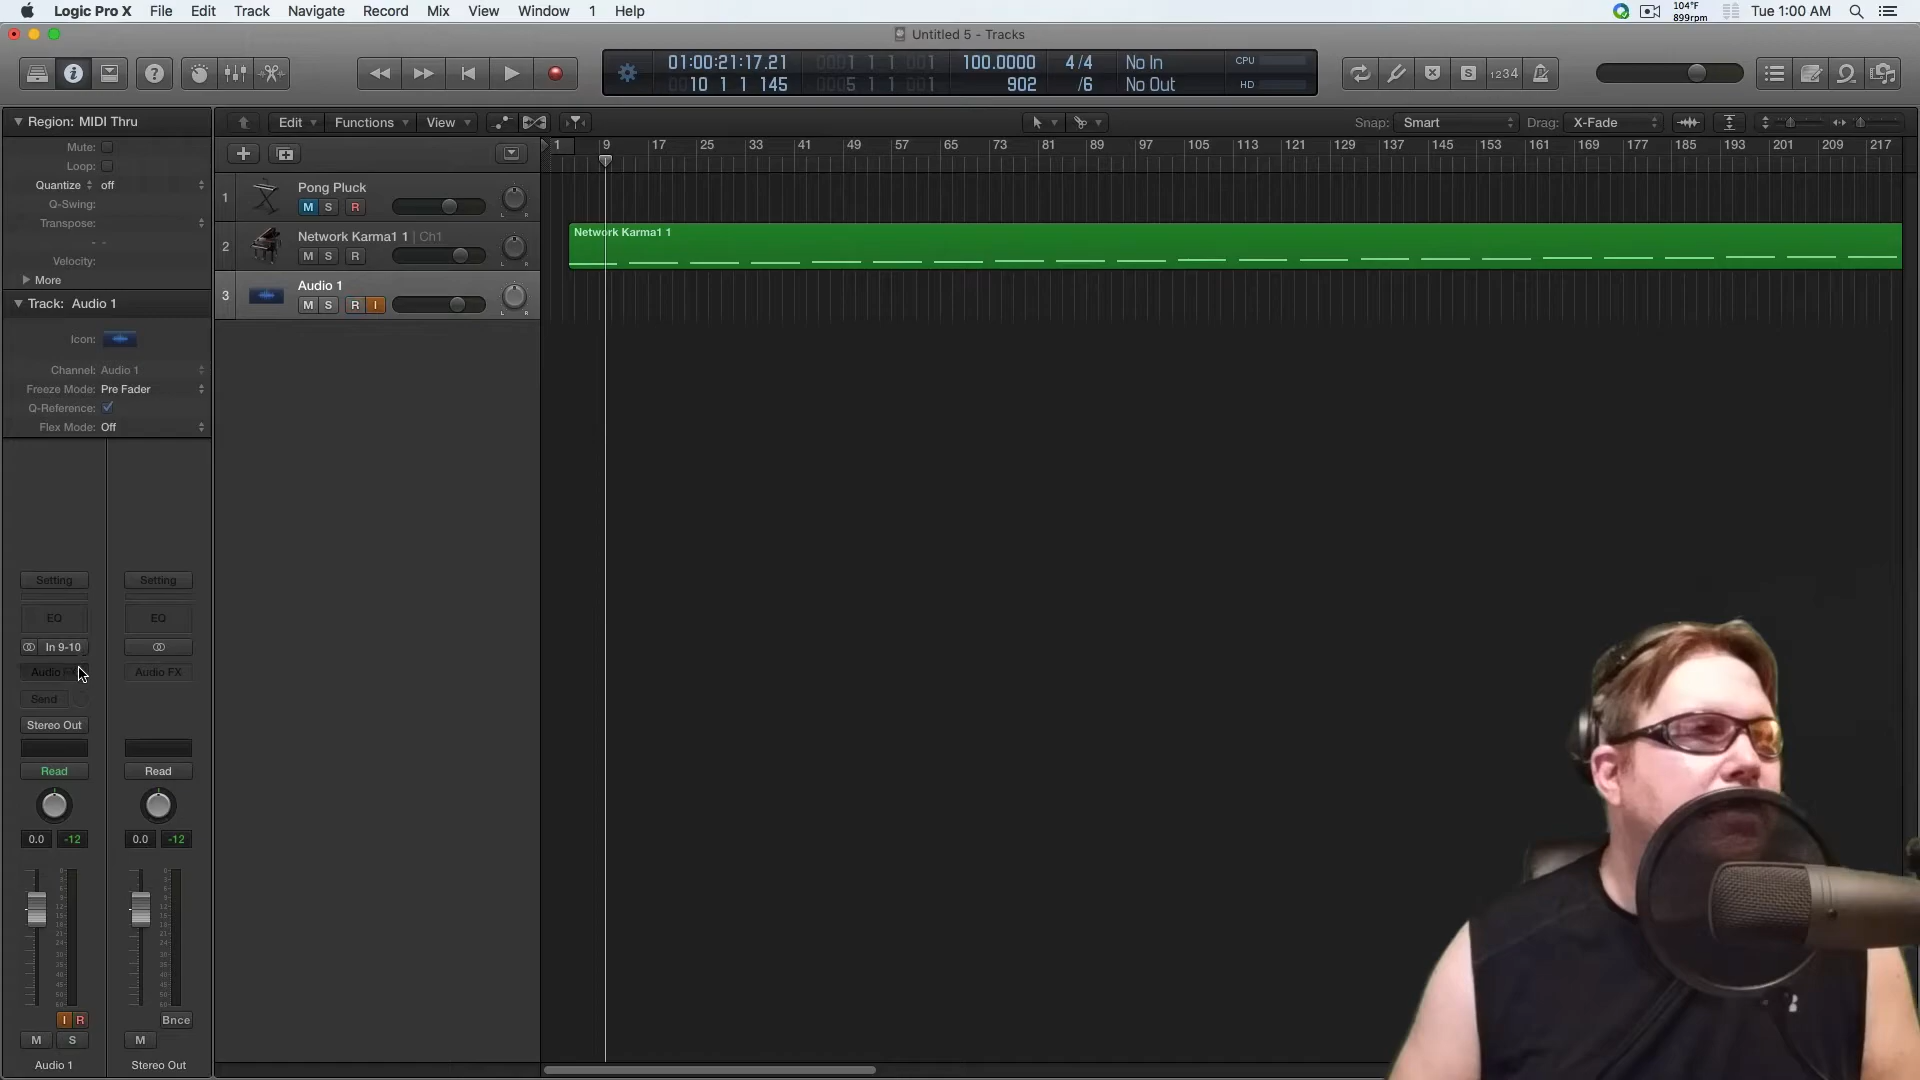 Logic Pro X File Edit Track Navigate Record Mix View Window 1 Help
104°F
899rpm
Tue 1:00 AM
Untitled 5 - Tracks
01:00:21:17.21 100.0000 4/4 No In CPU
10 1 1 145 902 /6 No Out HD
1234
Region: MIDI Thru
Edit Functions View
Snap: Smart Drag: X-Fade
Mute:
Loop:
Quantize off
Q-Swing:
Transpose:
Velocity:
More
1 9 17 25 33 41 49 57 65 73 81 89 97 105 113 121 129 137 145 153 161 169 177 185 193 201 209 217
1 Pong Pluck
M S R
L R
2 Network Karma1 1 | Ch1
M S R
L R
Network Karma1 1
3 Audio 1
M S R I
L R
Track: Audio 1
Icon:
Channel: Audio 1
Freeze Mode: Pre Fader
Q-Reference:
Flex Mode: Off
Setting Setting
EQ EQ
In 9-10
Audio Audio FX
Send
Stereo Out
Read Read
0.0 -12 0.0 -12
I R Bnce
M S M
Audio 1 Stereo Out